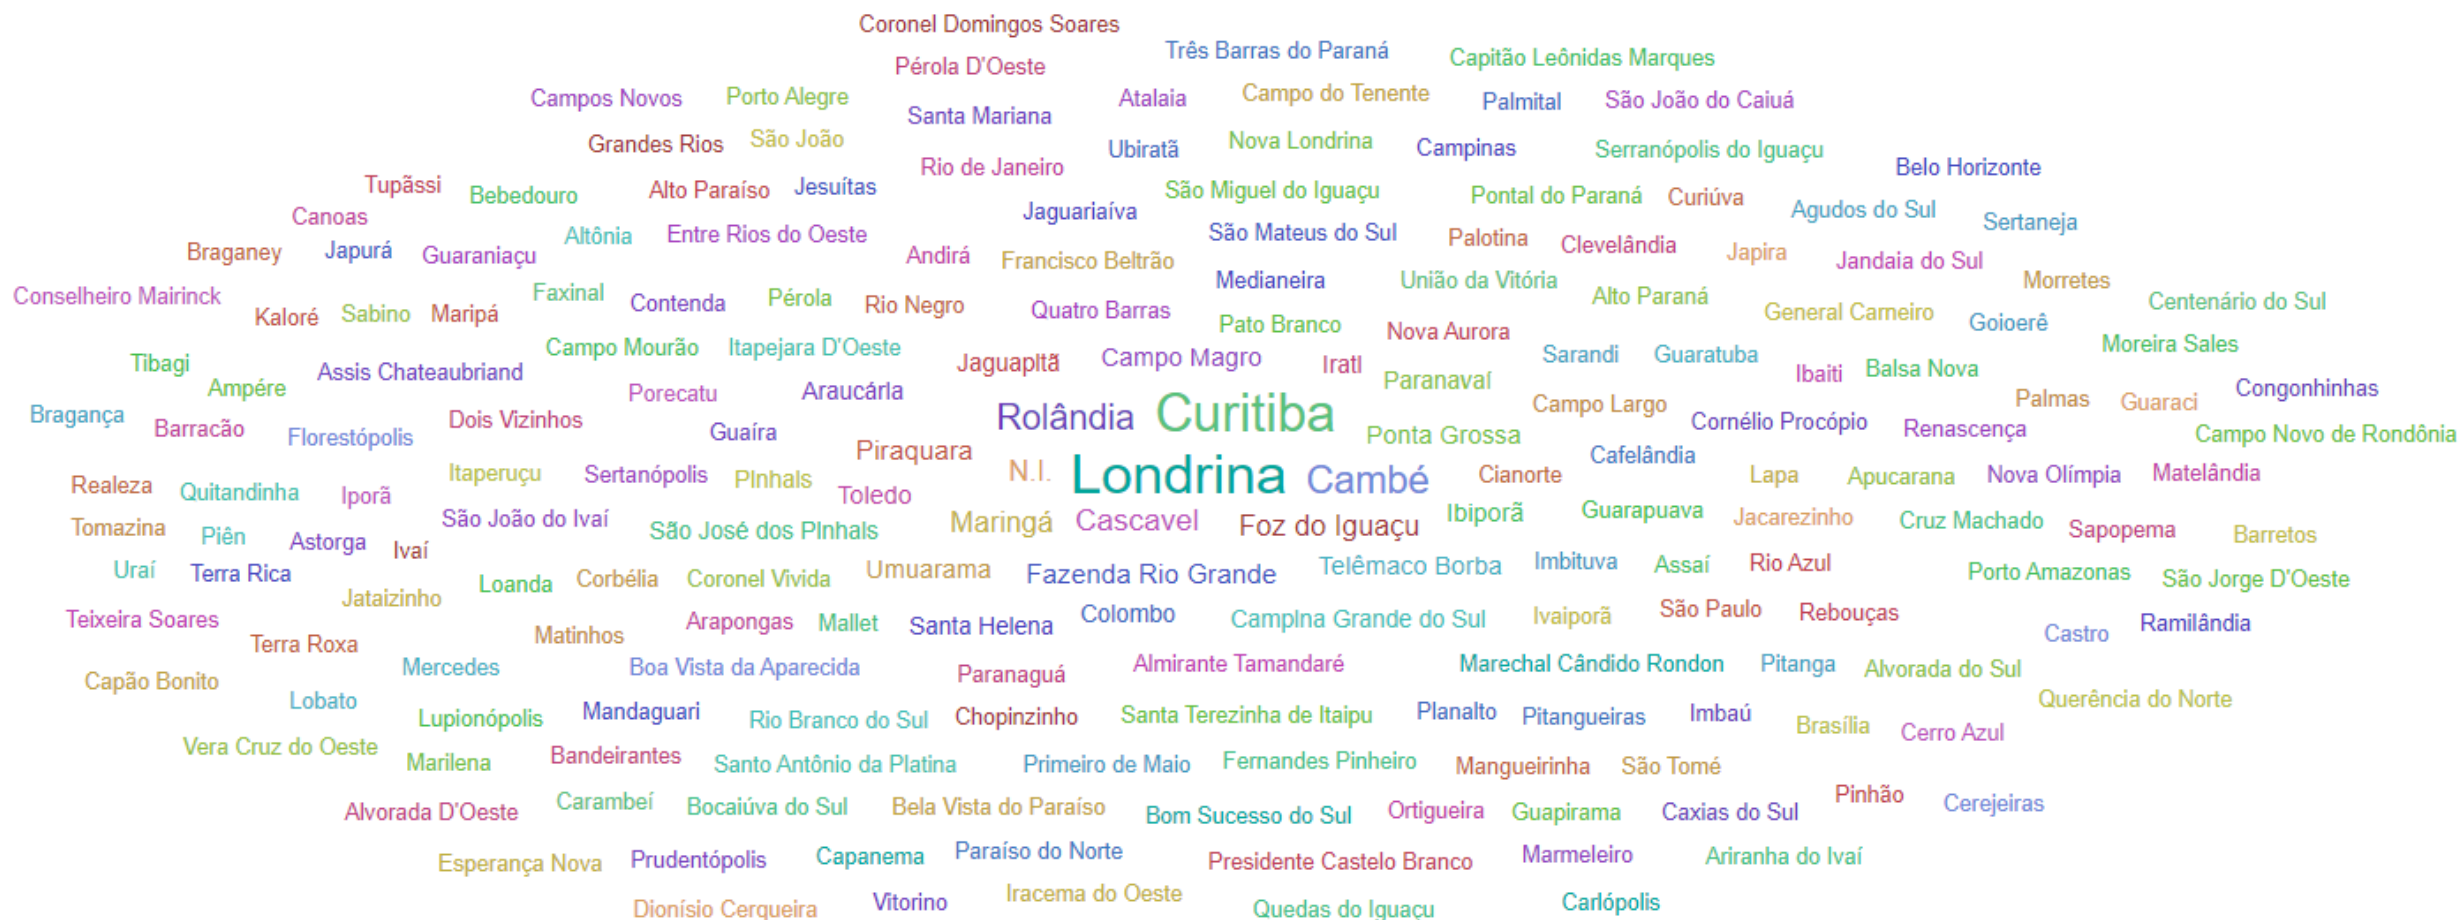 Coronel Domingos Soares
Três Barras do Paraná
Capitão Leônidas Marques
Pérola D'Oeste
Campos Novos
Porto Alegre
Atalaia
Campo do Tenente
Palmital
São João do Caiuá
Santa Mariana
Grandes Rios
São João
Ubiratã
Nova Londrina
Campinas
Serranópolis do Iguaçu
Rio de Janeiro
Belo Horizonte
Tupãssi
Bebedouro
Alto Paraíso
Jesuítas
São Miguel do Iguaçu
Pontal do Paraná
Curiúva
Canoas
Jaguariaíva
Agudos do Sul
Sertaneja
Braganey
Japurá
Guaraniaçu
Altônia
Entre Rios do Oeste
Andirá
Francisco Beltrão
São Mateus do Sul
Palotina
Clevelândia
Japira
Jandaia do Sul
Conselheiro Mairinck
Kaloré
Sabino
Maripá
Faxinal
Contenda
Pérola
Rio Negro
Quatro Barras
Medianeira
União da Vitória
Alto Paraná
General Carneiro
Morretes
Goioerê
Centenário do Sul
Pato Branco
Nova Aurora
Campo Mourão
Itapejara D'Oeste
Jaguapltã
Campo Magro
Iratl
Sarandi
Guaratuba
Ibaiti
Balsa Nova
Moreira Sales
Tibagi
Ampére
Assis Chateaubriand
Porecatu
Araucárla
Paranavaí
Congonhinhas
Bragança
Barracão
Florestópolis
Dois Vizinhos
Guaíra
Rolândia
Curitiba
Ponta Grossa
Campo Largo
Cornélio Procópio
Renascença
Palmas
Guaraci
Campo Novo de Rondônia
Piraquara
Cafelândia
Realeza
Quitandinha
Iporã
Itaperuçu
Sertanópolis
PInhals
Toledo
N.I.
Londrina
Cambé
Cianorte
Lapa
Apucarana
Nova Olímpia
Matelândia
Tomazina
Piên
Astorga
Ivaí
São João do Ivaí
São José dos PInhals
Maringá
Cascavel
Foz do Iguaçu
Ibiporã
Guarapuava
Jacarezinho
Cruz Machado
Sapopema
Barretos
Uraí
Terra Rica
Jataizinho
Loanda
Corbélia
Coronel Vivida
Umuarama
Fazenda Rio Grande
Telêmaco Borba
Imbituva
Assaí
Rio Azul
Porto Amazonas
São Jorge D'Oeste
Teixeira Soares
Terra Roxa
Matinhos
Arapongas
Mallet
Santa Helena
Colombo
CampIna Grande do Sul
Ivaiporã
São Paulo
Rebouças
Castro
Ramilândia
Capão Bonito
Mercedes
Boa Vista da Aparecida
Paranaguá
Almirante Tamandaré
Marechal Cândido Rondon
Pitanga
Alvorada do Sul
Lobato
Lupionópolis
Mandaguari
Rio Branco do Sul
Chopinzinho
Santa Terezinha de Itaipu
Planalto
Pitangueiras
Imbaú
Brasília
Cerro Azul
Querência do Norte
Vera Cruz do Oeste
Marilena
Bandeirantes
Santo Antônio da Platina
Primeiro de Maio
Fernandes Pinheiro
Mangueirinha
São Tomé
Alvorada D'Oeste
Carambeí
Bocaiúva do Sul
Bela Vista do Paraíso
Bom Sucesso do Sul
Ortigueira
Guapirama
Caxias do Sul
Pinhão
Cerejeiras
Esperança Nova
Prudentópolis
Capanema
Paraíso do Norte
Presidente Castelo Branco
Marmeleiro
Ariranha do Ivaí
Dionísio Cerqueira
Vitorino
Iracema do Oeste
Quedas do Iguaçu
Carlópolis